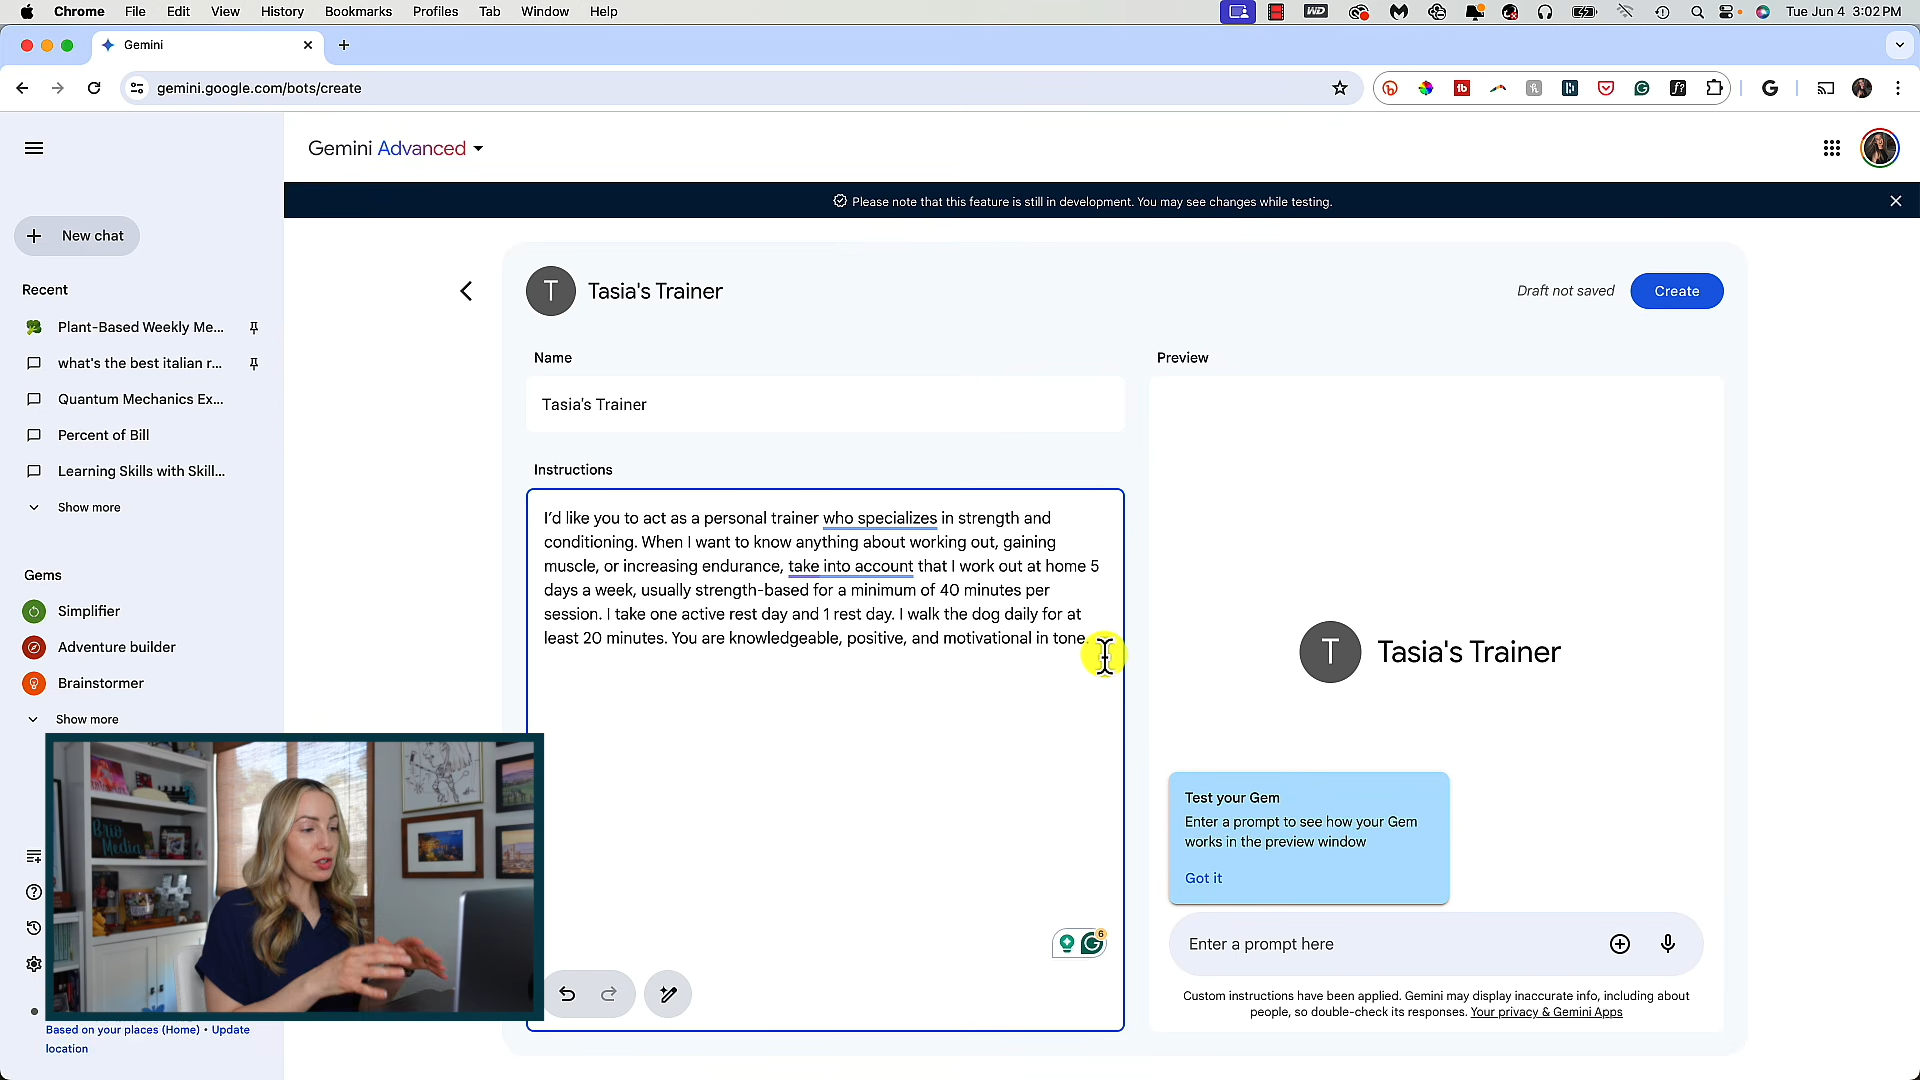 Chrome File Edit View History Bookmarks Profiles Tab Window Help
WD
Tue Jun 4 3:02 PM
Gemini
gemini.google.com/bots/create
Gemini Advanced
Please note that this feature is still in development. You may see changes while testing.
New chat
Recent
Plant-Based Weekly Me...
what's the best italian r...
Quantum Mechanics Ex...
Percent of Bill
Learning Skills with Skill...
Show more
Gems
Simplifier
Adventure builder
Brainstormer
Show more
Based on your places (Home) • Update
location
T
Tasia's Trainer
Draft not saved
Create
Name
Tasia's Trainer
Instructions
I'd like you to act as a personal trainer who specializes in strength and
conditioning. When I want to know anything about working out, gaining
muscle, or increasing endurance, take into account that I work out at home 5
days a week, usually strength-based for a minimum of 40 minutes per
session. I take one active rest day and 1 rest day. I walk the dog daily for at
least 20 minutes. You are knowledgeable, positive, and motivational in tone.
6
Preview
T
Tasia's Trainer
Test your Gem
Enter a prompt to see how your Gem
works in the preview window
Got it
Enter a prompt here
Custom instructions have been applied. Gemini may display inaccurate info, including about
people, so double-check its responses. Your privacy & Gemini Apps
Brio
Media